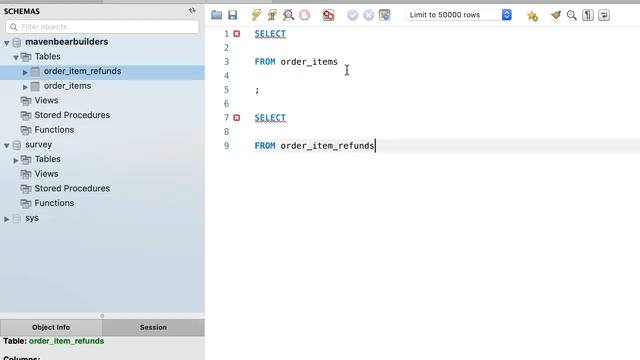 SCHEMAS
Filter objects
mavenbearbuilders
Tables
order_item_refunds
order_items
Views
Stored Procedures
Functions
survey
Tables
Views
Stored Procedures
Functions
sys
Object Info
Session
Table: order_item_refunds
Columns:
Limit to 50000 rows
1 SELECT
2
3 FROM order_items
4
5 ;
6
7 SELECT
8
9 FROM order_item_refunds